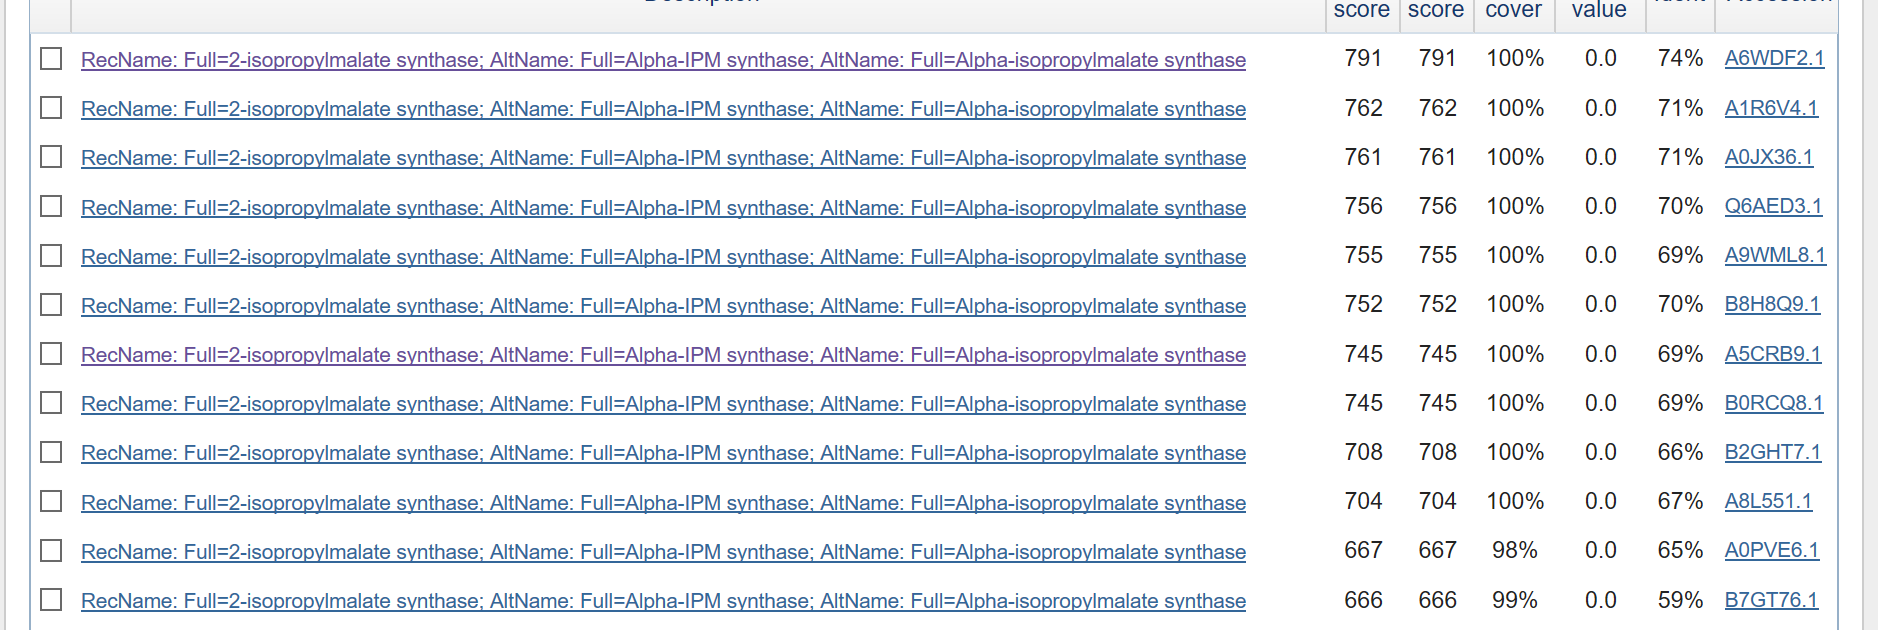 score score cover value
RecName: Full=2-isopropylmalate synthase; AltName: Full=Alpha-IPM synthase; AltName: Full=Alpha-isopropylmalate synthase 791 791 100% 0.0 74% A6WDF2.1
RecName: Full=2-isopropylmalate synthase; AltName: Full=Alpha-IPM synthase; AltName: Full=Alpha-isopropylmalate synthase 762 762 100% 0.0 71% A1R6V4.1
RecName: Full=2-isopropylmalate synthase; AltName: Full=Alpha-IPM synthase; AltName: Full=Alpha-isopropylmalate synthase 761 761 100% 0.0 71% A0JX36.1
RecName: Full=2-isopropylmalate synthase; AltName: Full=Alpha-IPM synthase; AltName: Full=Alpha-isopropylmalate synthase 756 756 100% 0.0 70% Q6AED3.1
RecName: Full=2-isopropylmalate synthase; AltName: Full=Alpha-IPM synthase; AltName: Full=Alpha-isopropylmalate synthase 755 755 100% 0.0 69% A9WML8.1
RecName: Full=2-isopropylmalate synthase; AltName: Full=Alpha-IPM synthase; AltName: Full=Alpha-isopropylmalate synthase 752 752 100% 0.0 70% B8H8Q9.1
RecName: Full=2-isopropylmalate synthase; AltName: Full=Alpha-IPM synthase; AltName: Full=Alpha-isopropylmalate synthase 745 745 100% 0.0 69% A5CRB9.1
RecName: Full=2-isopropylmalate synthase; AltName: Full=Alpha-IPM synthase; AltName: Full=Alpha-isopropylmalate synthase 745 745 100% 0.0 69% B0RCQ8.1
RecName: Full=2-isopropylmalate synthase; AltName: Full=Alpha-IPM synthase; AltName: Full=Alpha-isopropylmalate synthase 708 708 100% 0.0 66% B2GHT7.1
RecName: Full=2-isopropylmalate synthase; AltName: Full=Alpha-IPM synthase; AltName: Full=Alpha-isopropylmalate synthase 704 704 100% 0.0 67% A8L551.1
RecName: Full=2-isopropylmalate synthase; AltName: Full=Alpha-IPM synthase; AltName: Full=Alpha-isopropylmalate synthase 667 667 98% 0.0 65% A0PVE6.1
RecName: Full=2-isopropylmalate synthase; AltName: Full=Alpha-IPM synthase; AltName: Full=Alpha-isopropylmalate synthase 666 666 99% 0.0 59% B7GT76.1